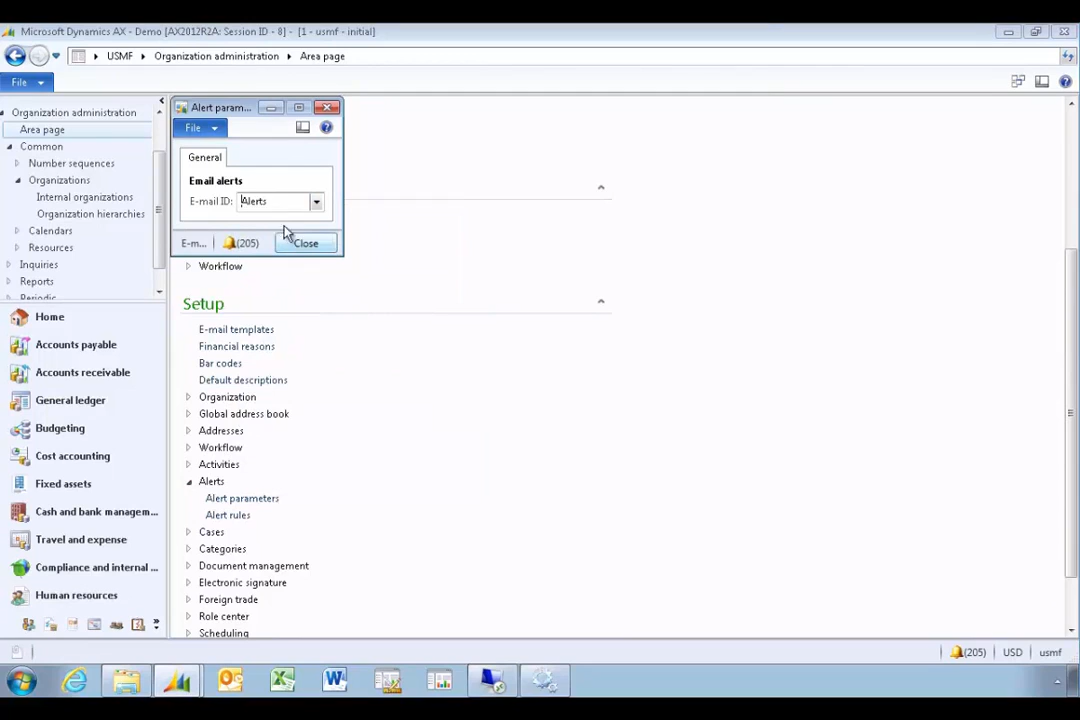 Microsoft Dynamics AX - Demo [AX2012R2A: Session ID - 8] - [1 - usmf - initial]
USMF Organization administration Area page
File
Organization administration
Area page
Common
Number sequences
Organizations
Internal organizations
Organization hierarchies
Calendars
Resources
Inquiries
Reports
Periodic
Home
Accounts payable
Accounts receivable
General ledger
Budgeting
Cost accounting
Fixed assets
Cash and bank managem...
Travel and expense
Compliance and internal ...
Human resources
Alert param...
File
General
Email alerts
E-mail ID: Alerts
E-m... (205) Close
Workflow
Setup
E-mail templates
Financial reasons
Bar codes
Default descriptions
Organization
Global address book
Addresses
Workflow
Activities
Alerts
Alert parameters
Alert rules
Cases
Categories
Document management
Electronic signature
Foreign trade
Role center
Scheduling
(205) USD usmf